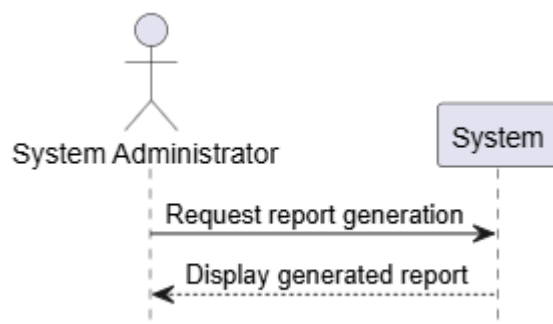 System Administrator
System
Request report generation
Display generated report